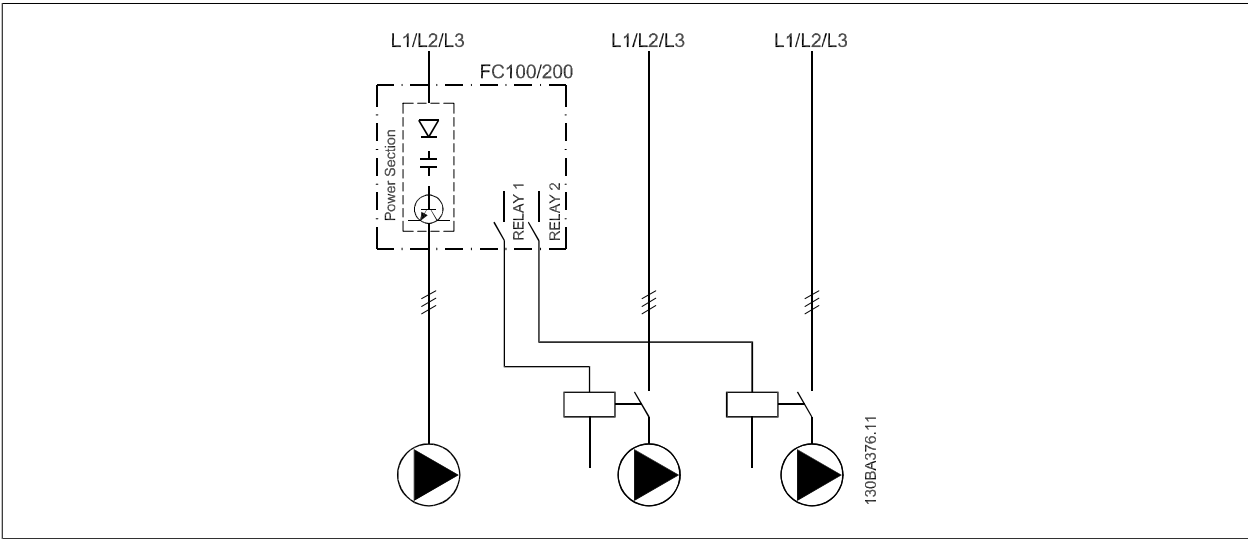 L1/L2/L3
L1/L2/L3
L1/L2/L3
FC100/200
Power Section
RELAY 1
RELAY 2
130BA376.11